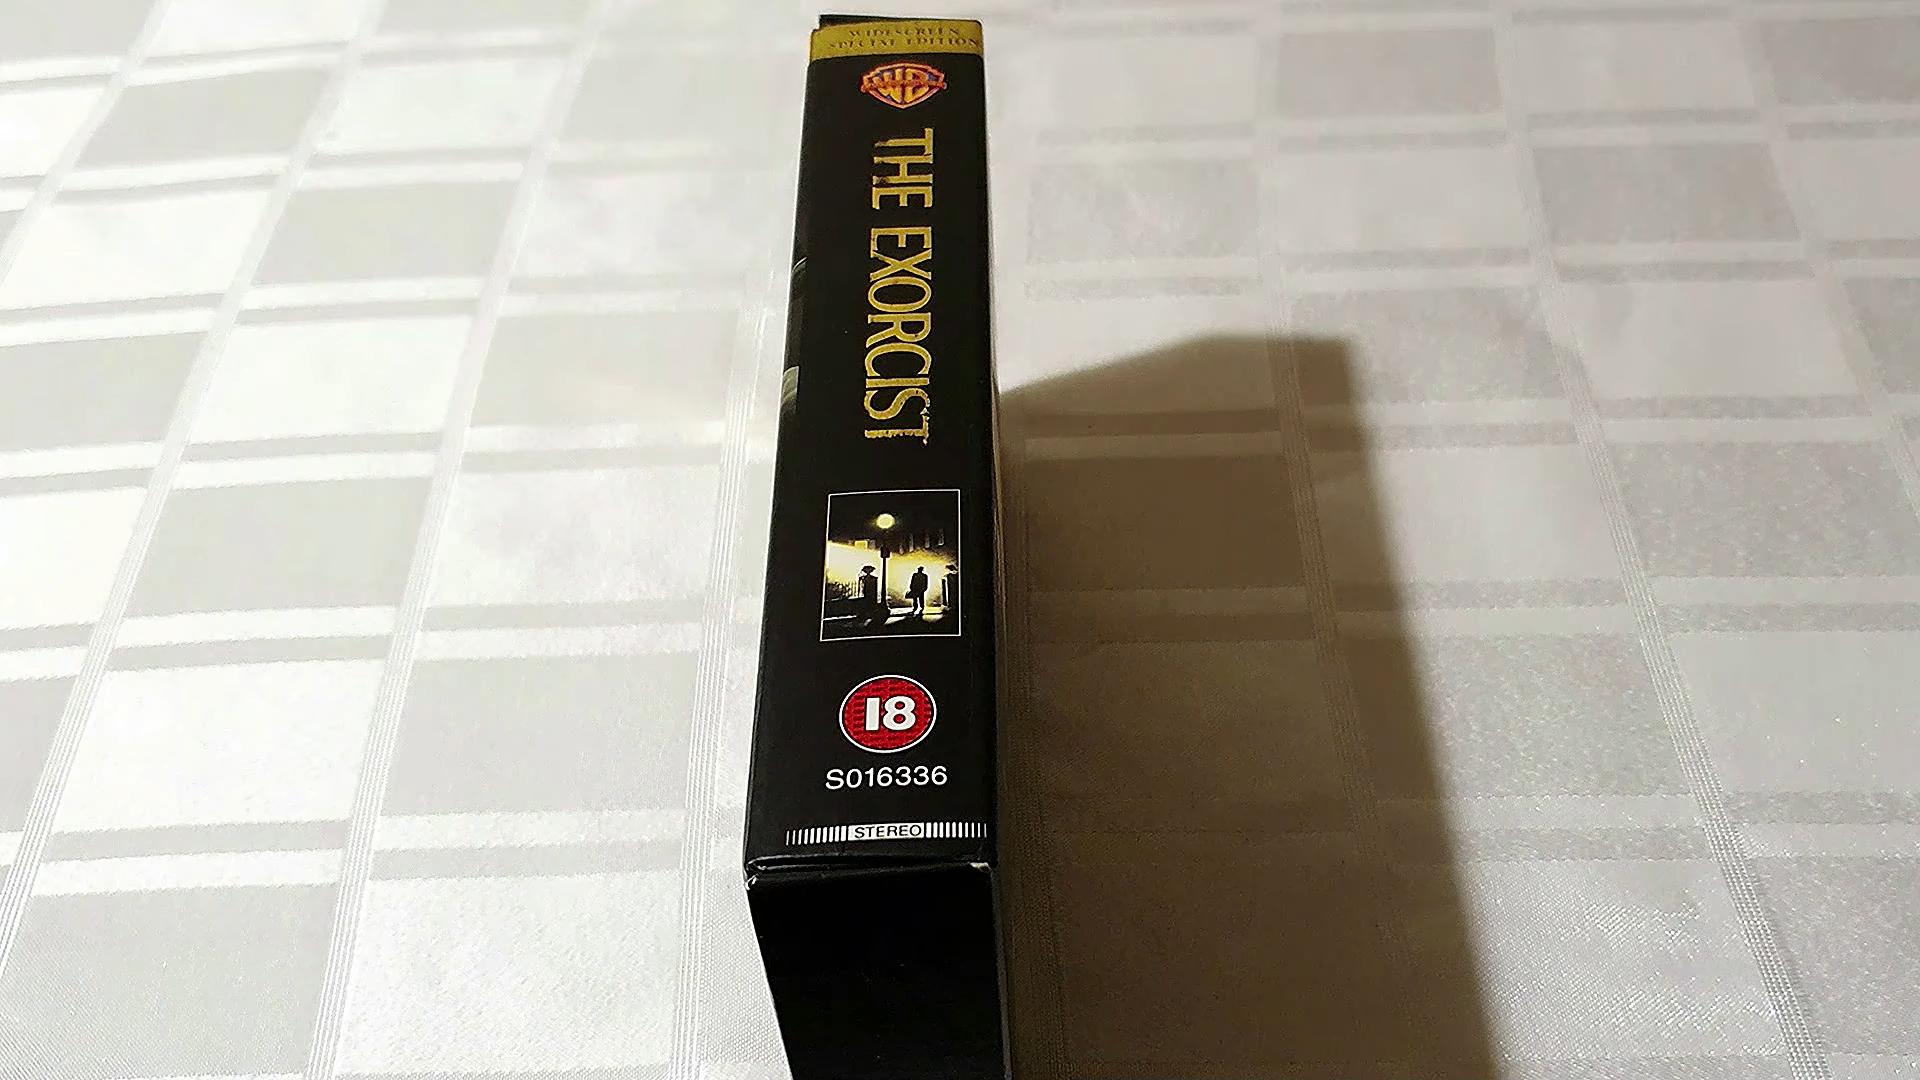 WIDESCREEN
SPECIAL EDITION
THE EXORCIST
18
S016336
STEREO